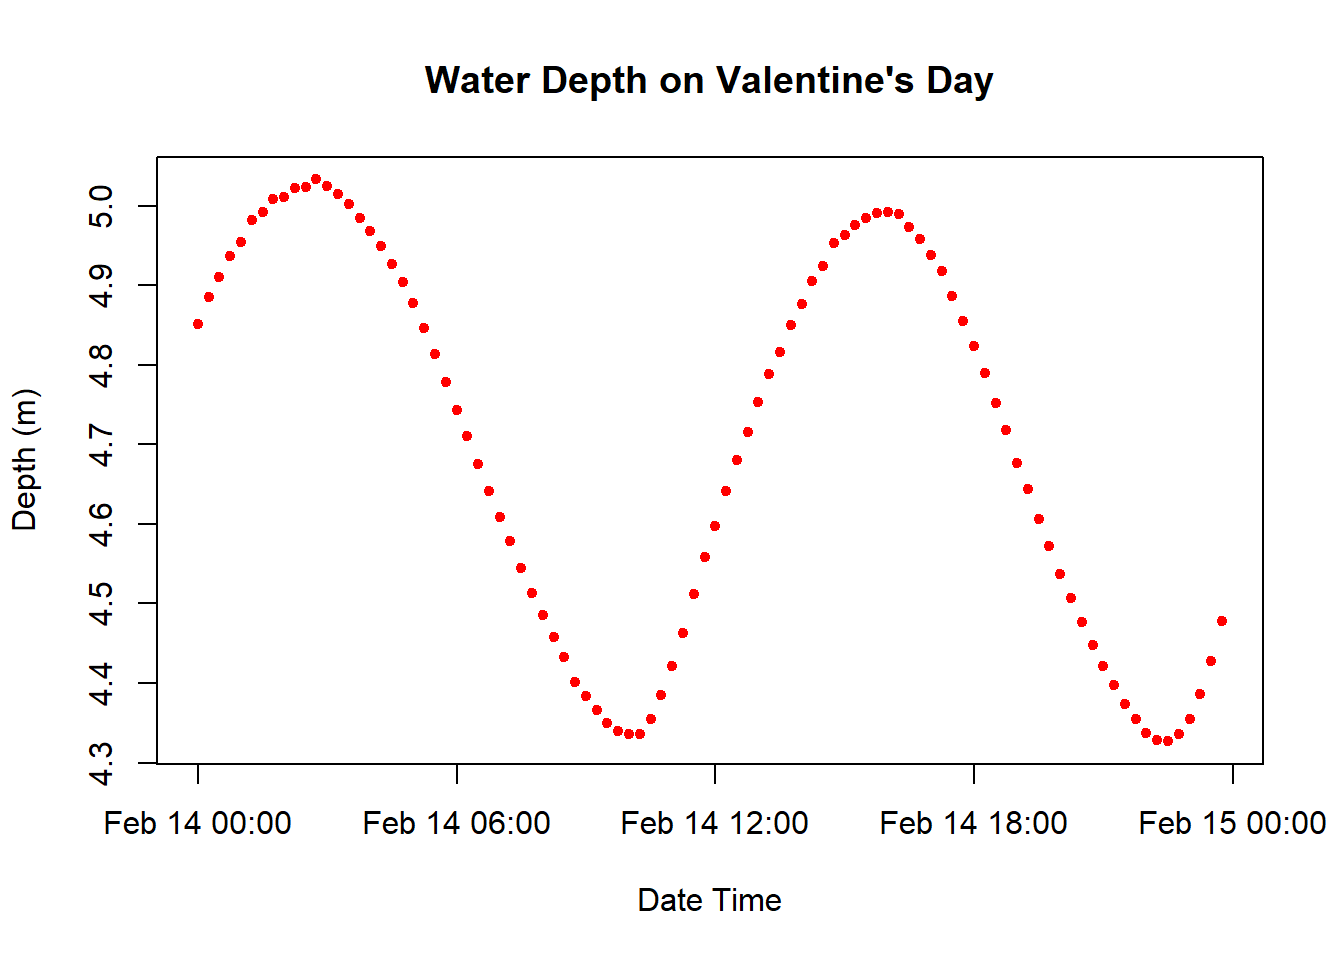 Water Depth on Valentine's Day
Depth (m)
5.0
4.9
4.8
4.7
4.6
4.5
4.4
4.3
Feb 14 00:00 Feb 14 06:00 Feb 14 12:00 Feb 14 18:00 Feb 15 00:00
Date Time